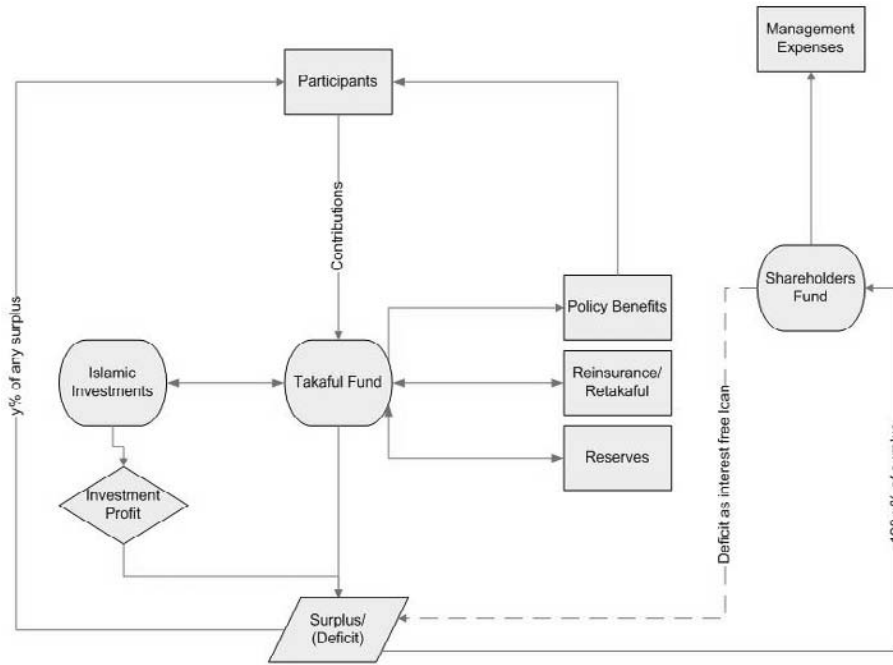 Management
Expenses
Participants
Contributions
Shareholders
Fund
Policy Benefits
y% of any surplus
Islamic
Investments
Takaful Fund
Reinsurance/
Retakaful
Reserves
Deficit as interest free loan
Investment
Profit
Surplus/
(Deficit)